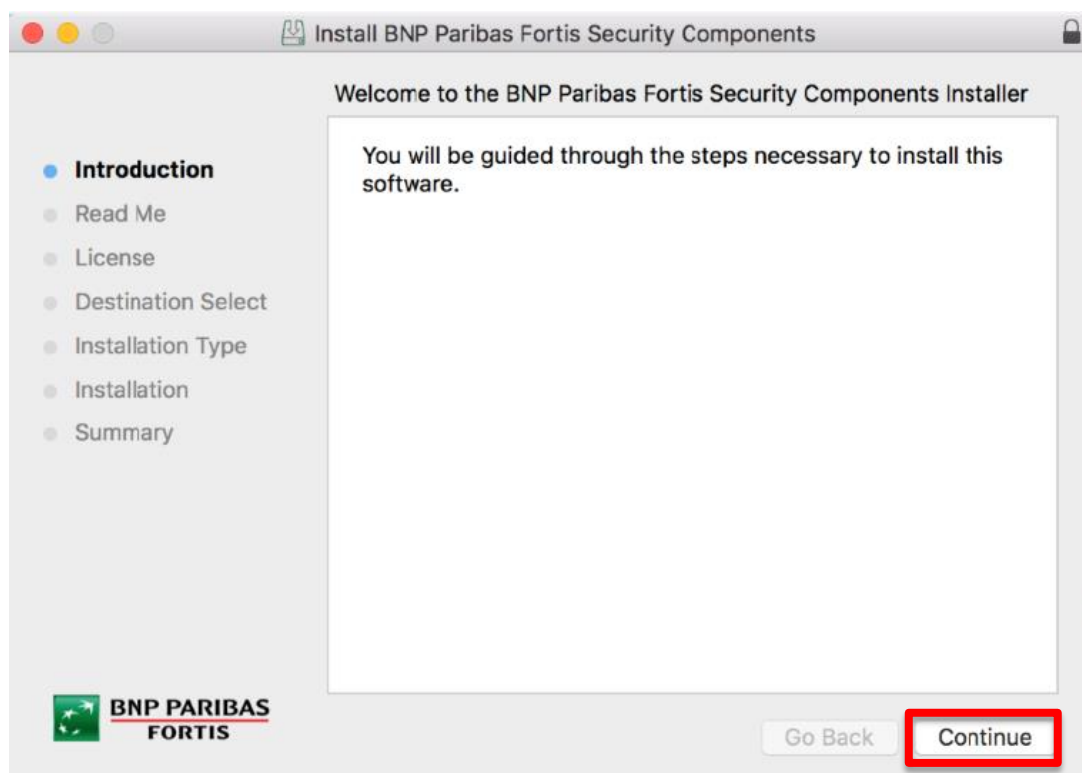 Install BNP Paribas Fortis Security Components
Welcome to the BNP Paribas Fortis Security Components Installer
Introduction
Read Me
License
Destination Select
Installation Type
Installation
Summary
You will be guided through the steps necessary to install this
software.
BNP PARIBAS
FORTIS
Go Back
Continue